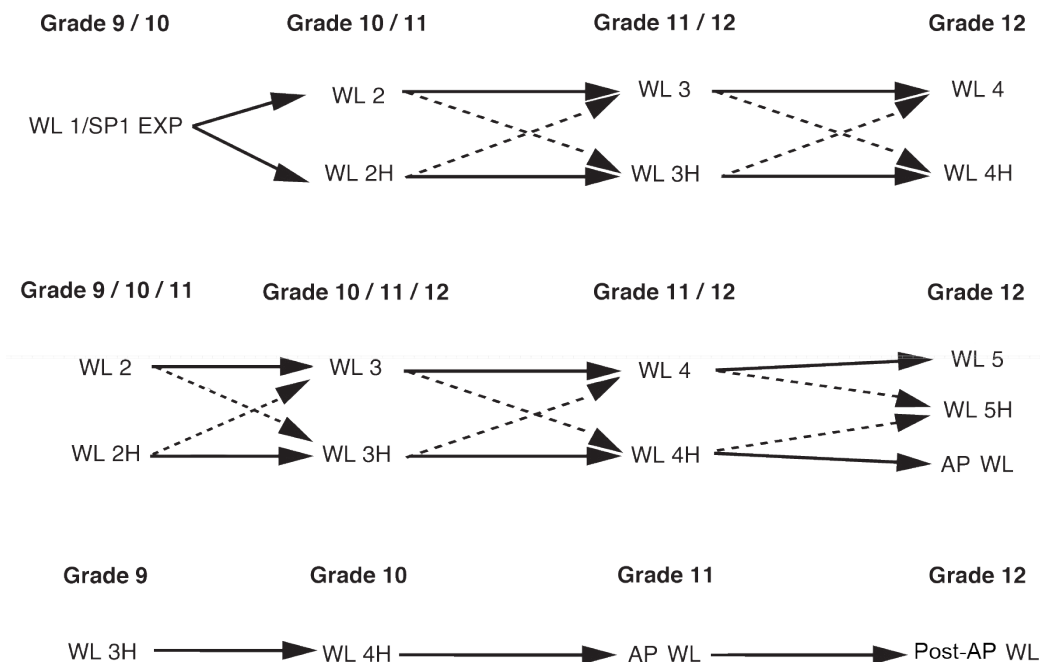 Grade 9 / 10 Grade 10 / 11 Grade 11 / 12 Grade 12
WL 2 WL 3 WL 4
WL 1/SP1 EXP
WL 2H WL 3H WL 4H
Grade 9 / 10 / 11 Grade 10 / 11 / 12 Grade 11 / 12 Grade 12
WL 2 WL 3 WL 4 WL 5
WL 5H
WL 2H WL 3H WL 4H AP WL
Grade 9 Grade 10 Grade 11 Grade 12
WL 3H WL 4H AP WL Post-AP WL